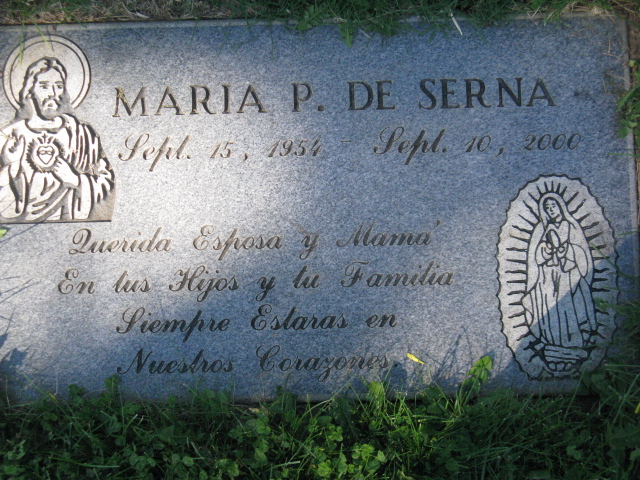 MARIA P. DE SERNA
Sept. 15, 1954 - Sept. 10, 2000
Querida Esposa y Mama'
En tus Hijos y tu Familia
Siempre Estaras en
Nuestros Corazones.